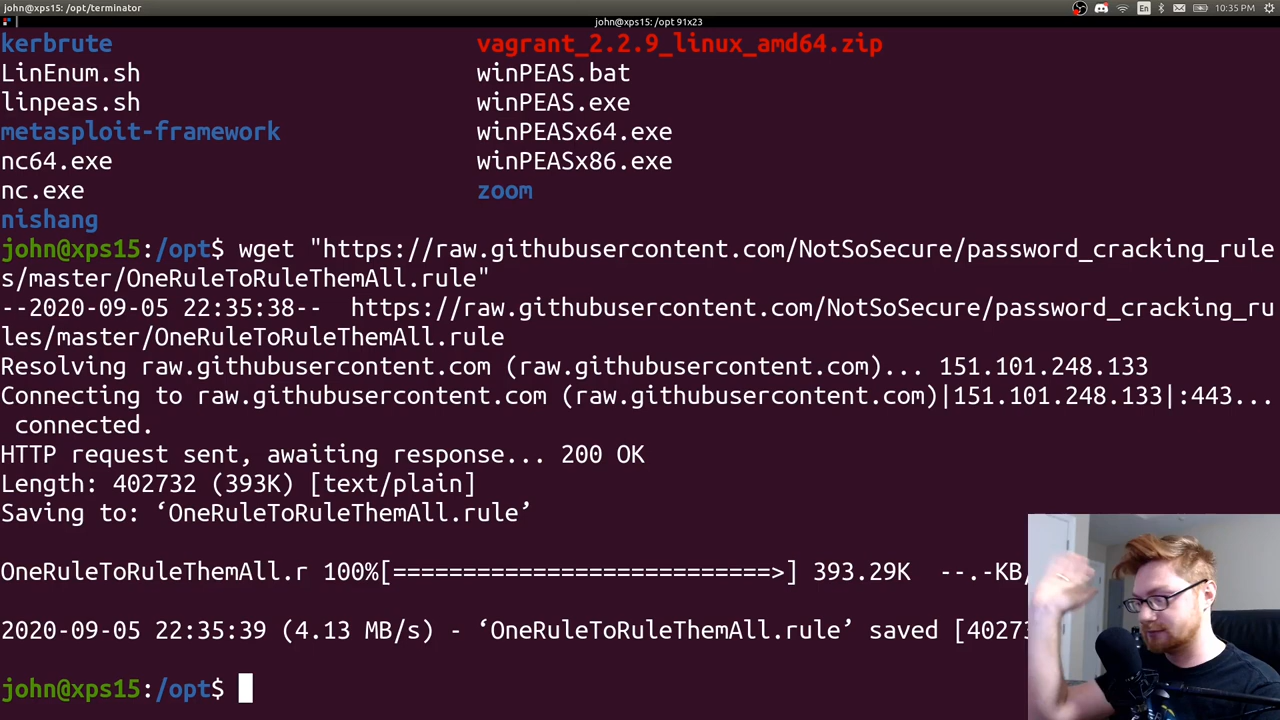 john@xps15: /opt/terminator
En
10:35 PM
john@xps15: /opt 91x23
kerbrute vagrant_2.2.9_linux_amd64.zip
LinEnum.sh winPEAS.bat
linpeas.sh winPEAS.exe
metasploit-framework winPEASx64.exe
nc64.exe winPEASx86.exe
nc.exe zoom
nishang
john@xps15:/opt$ wget "https://raw.githubusercontent.com/NotSoSecure/password_cracking_rule
s/master/OneRuleToRuleThemAll.rule"
--2020-09-05 22:35:38--  https://raw.githubusercontent.com/NotSoSecure/password_cracking_ru
les/master/OneRuleToRuleThemAll.rule
Resolving raw.githubusercontent.com (raw.githubusercontent.com)... 151.101.248.133
Connecting to raw.githubusercontent.com (raw.githubusercontent.com)|151.101.248.133|:443...
connected.
HTTP request sent, awaiting response... 200 OK
Length: 402732 (393K) [text/plain]
Saving to: ‘OneRuleToRuleThemAll.rule’
OneRuleToRuleThemAll.r 100%[===========================>] 393.29K  --.-KB/
2020-09-05 22:35:39 (4.13 MB/s) - ‘OneRuleToRuleThemAll.rule’ saved [40273
john@xps15:/opt$